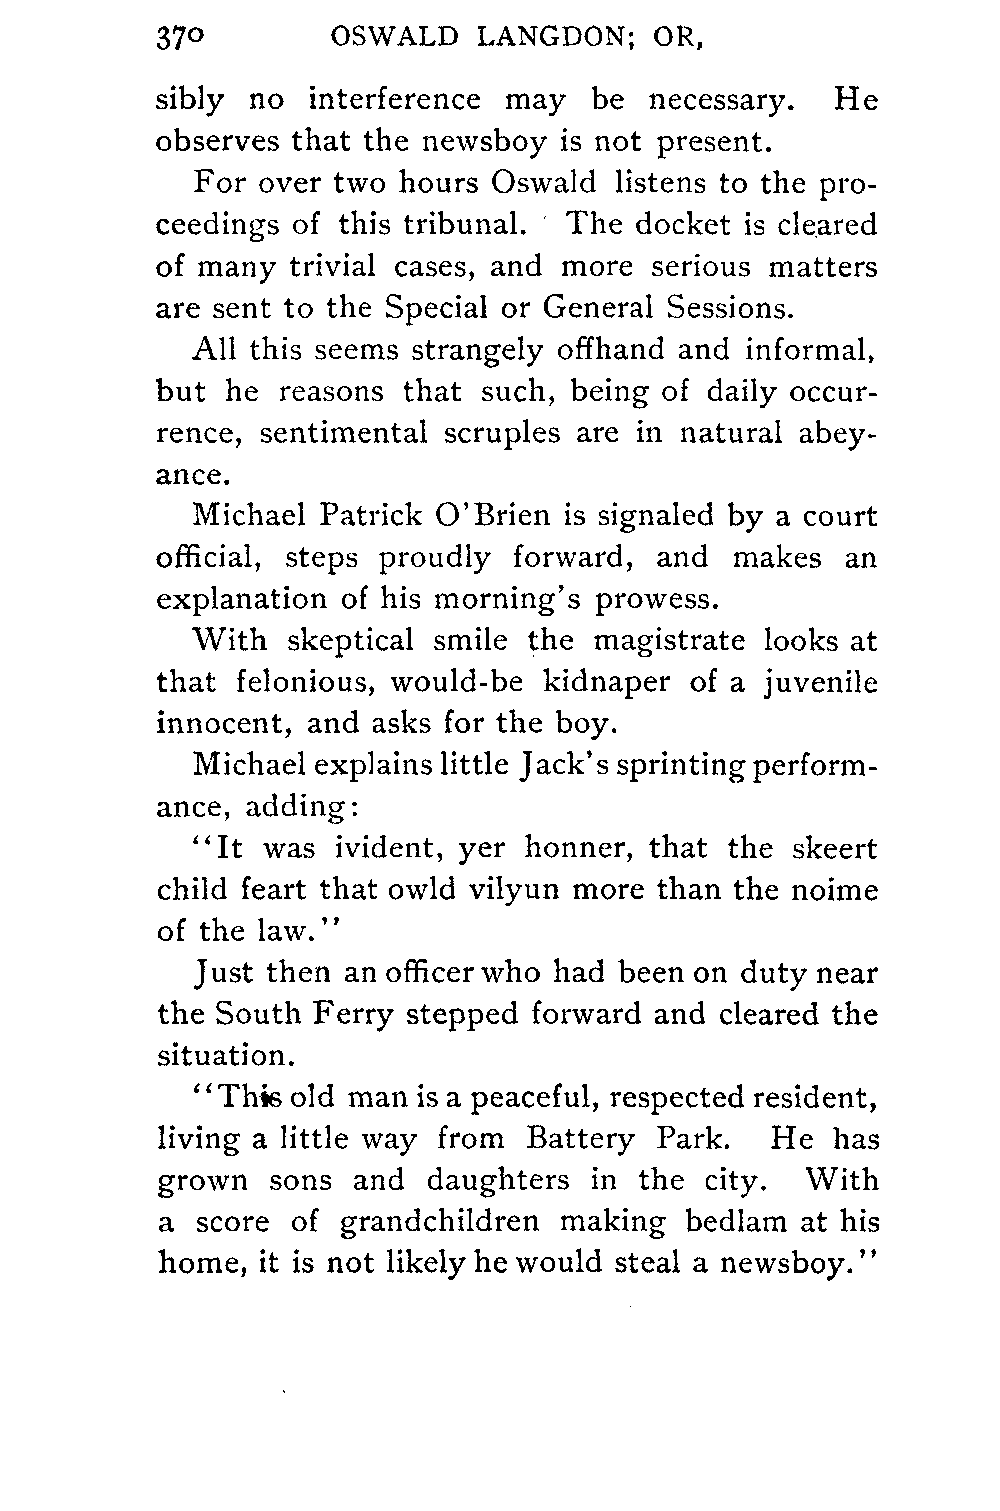 370 OSWALD LANGDON; OR,
sibly no interference may be necessary. He
observes that the newsboy is not present.
For over two hours Oswald listens to the pro-
ceedings of this tribunal. The docket is cleared
of many trivial cases, and more serious matters
are sent to the Special or General Sessions.
All this seems strangely offhand and informal,
but he reasons that such, being of daily occur-
rence, sentimental scruples are in natural abey-
ance.
Michael Patrick O'Brien is signaled by a court
official, steps proudly forward, and makes an
explanation of his morning's prowess.
With skeptical smile the magistrate looks at
that felonious, would-be kidnaper of a juvenile
innocent, and asks for the boy.
Michael explains little Jack's sprinting perform-
ance, adding:
"It was ivident, yer honner, that the skeert
child feart that owld vilyun more than the noime
of the law."
Just then an officer who had been on duty near
the South Ferry stepped forward and cleared the
situation.
"This old man is a peaceful, respected resident,
living a little way from Battery Park. He has
grown sons and daughters in the city. With
a score of grandchildren making bedlam at his
home, it is not likely he would steal a newsboy."